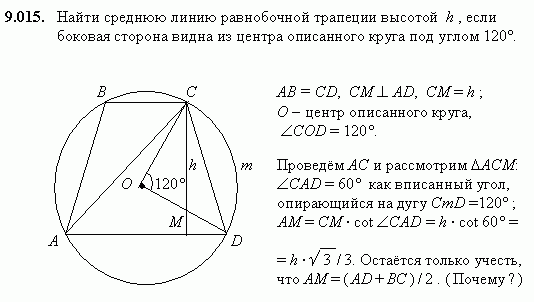 9.015. Найти среднюю линию равнобочной трапеции высотой h , если
боковая сторона видна из центра описанного круга под углом 120°.
B C
AB = CD, CM ⊥ AD, CM = h ;
O – центр описанного круга,
∠COD = 120°.
h m
Проведём AC и рассмотрим ΔACM:
O 120°
∠CAD = 60° как вписанный угол,
опирающийся на дугу CmD =120° ;
A M D
AM = CM · cot ∠CAD = h · cot 60° =
= h · √3 / 3. Остаётся только учесть,
что AM = ( AD + BC ) / 2 . ( Почему ? )